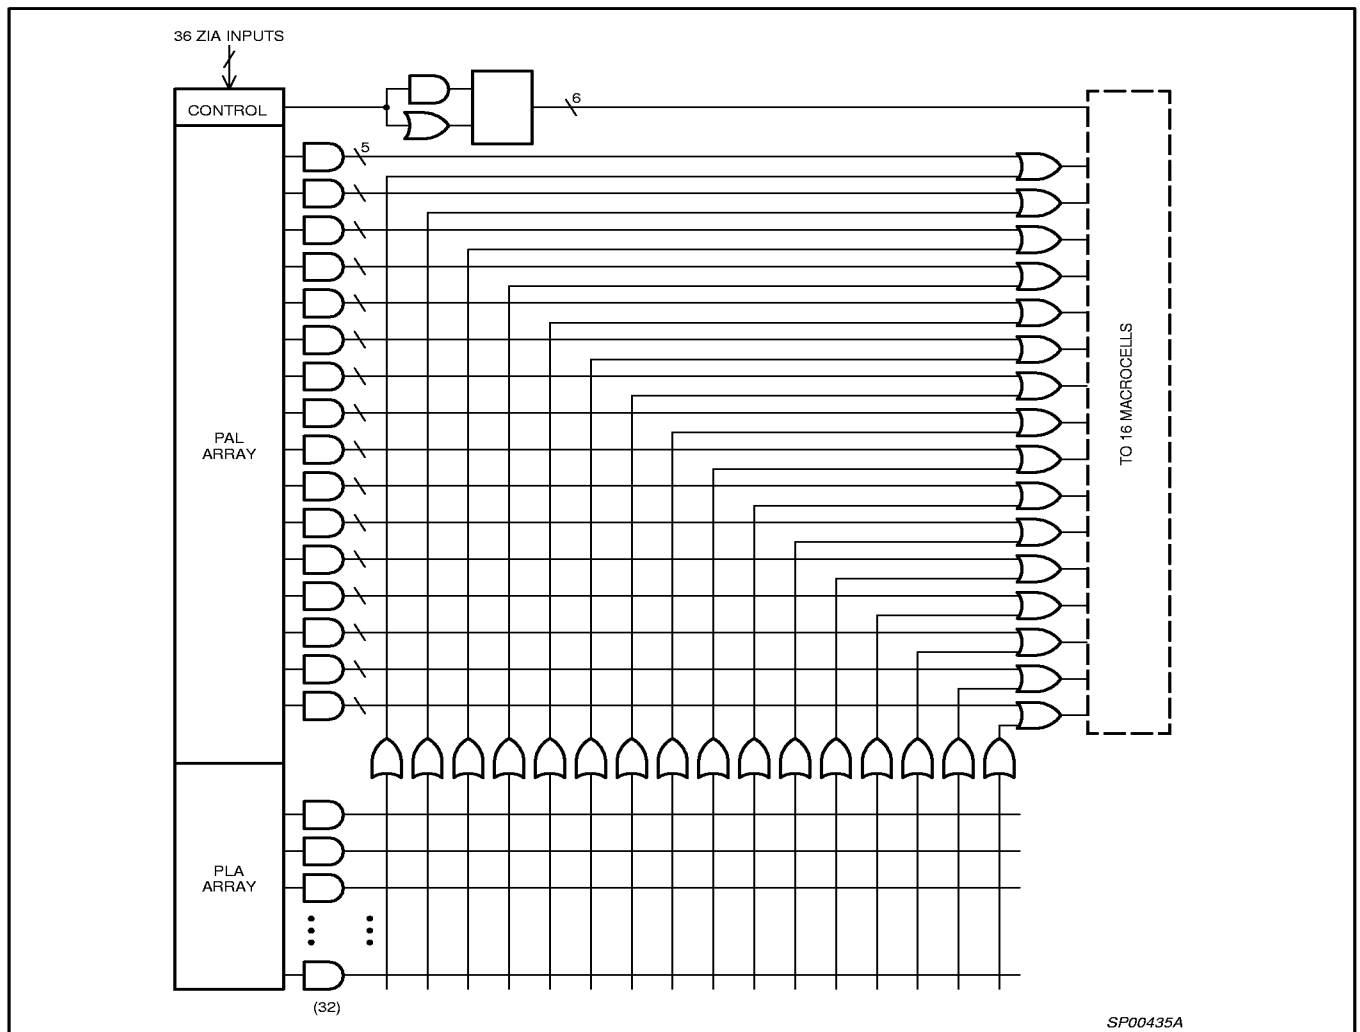 36 ZIA INPUTS
CONTROL
6
5
PAL
ARRAY
TO 16 MACROCELLS
PLA
ARRAY
(32)
SP00435A